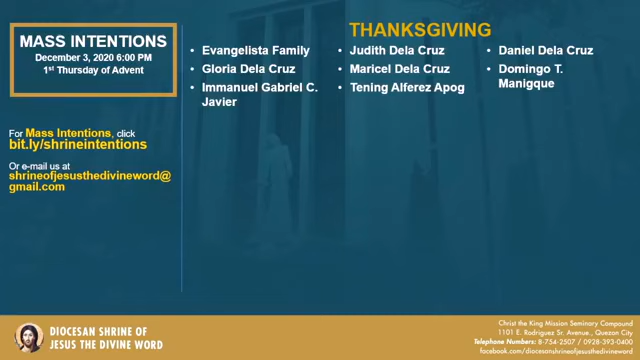 MASS INTENTIONS
December 3, 2020 6:00 PM
1st Thursday of Advent
For Mass Intentions, click
bit.ly/shrineintentions
Or e-mail us at
shrineofjesusthedivineword@
gmail.com
THANKSGIVING
• Evangelista Family
• Gloria Dela Cruz
• Immanuel Gabriel C.
Javier
• Judith Dela Cruz
• Maricel Dela Cruz
• Tening Alferez Apog
• Daniel Dela Cruz
• Domingo T.
Manigque
DIOCESAN SHRINE OF
JESUS THE DIVINE WORD
Christ the King Mission Seminary Compound
1101 E. Rodriguez Sr. Avenue., Quezon City
Telephone Numbers: 8-754-2507 / 0928-393-0400
facebook.com/diocesanshrineofjesusthedivineword